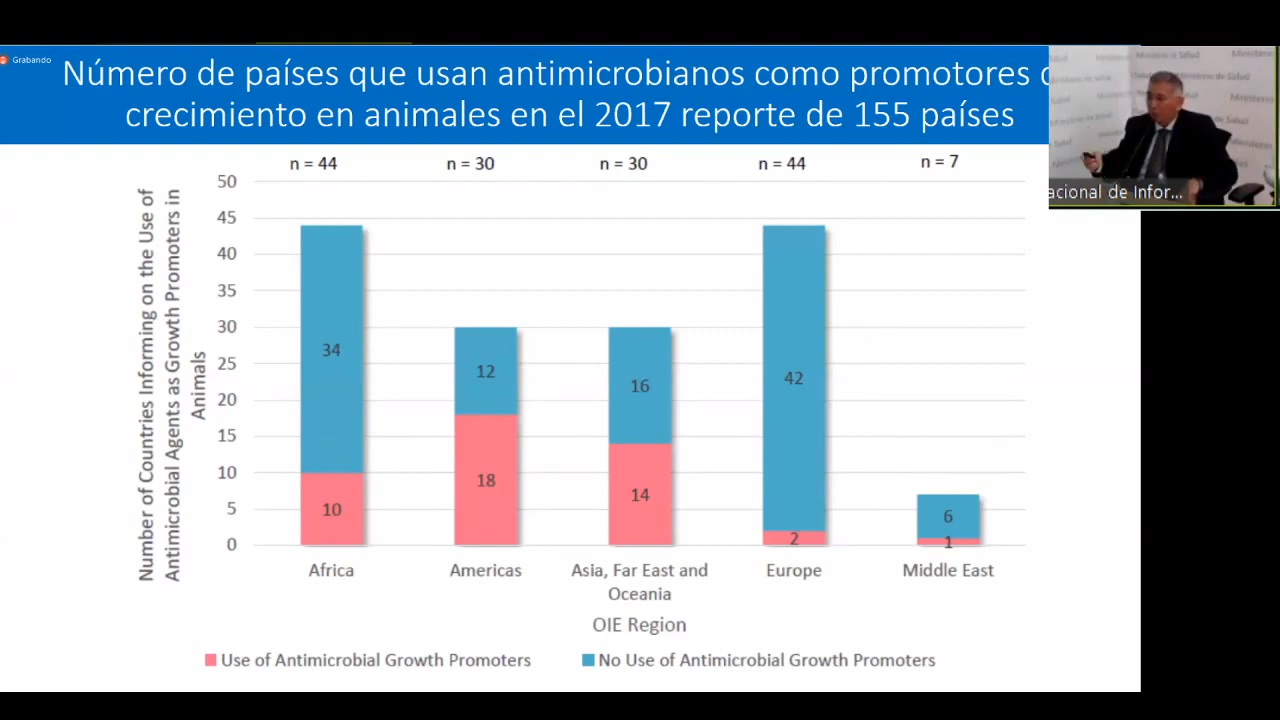 Grabando
Número de países que usan antimicrobianos como promotores
crecimiento en animales en el 2017 reporte de 155 países
acional de Infor...
n = 44
n = 30
n = 30
n = 44
n = 7
Number of Countries Informing on the Use of
Antimicrobial Agents as Growth Promoters in
Animals
50
45
40
35
30
25
20
15
10
5
0
34
10
12
18
16
14
42
2
6
1
Africa
Americas
Asia, Far East and
Oceania
Europe
Middle East
OIE Region
Use of Antimicrobial Growth Promoters
No Use of Antimicrobial Growth Promoters